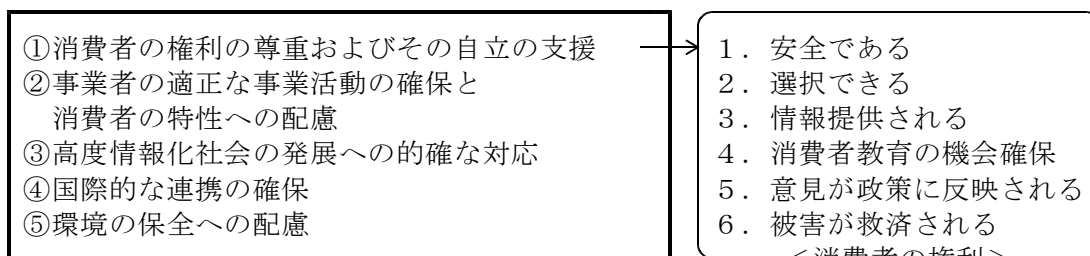 ①消費者の権利の尊重およびその自立の支援
②事業者の適正な事業活動の確保と
消費者の特性への配慮
③高度情報化社会の発展への的確な対応
④国際的な連携の確保
⑤環境の保全への配慮
１．安全である
２．選択できる
３．情報提供される
４．消費者教育の機会確保
５．意見が政策に反映される
６．被害が救済される
＜消費者の権利＞